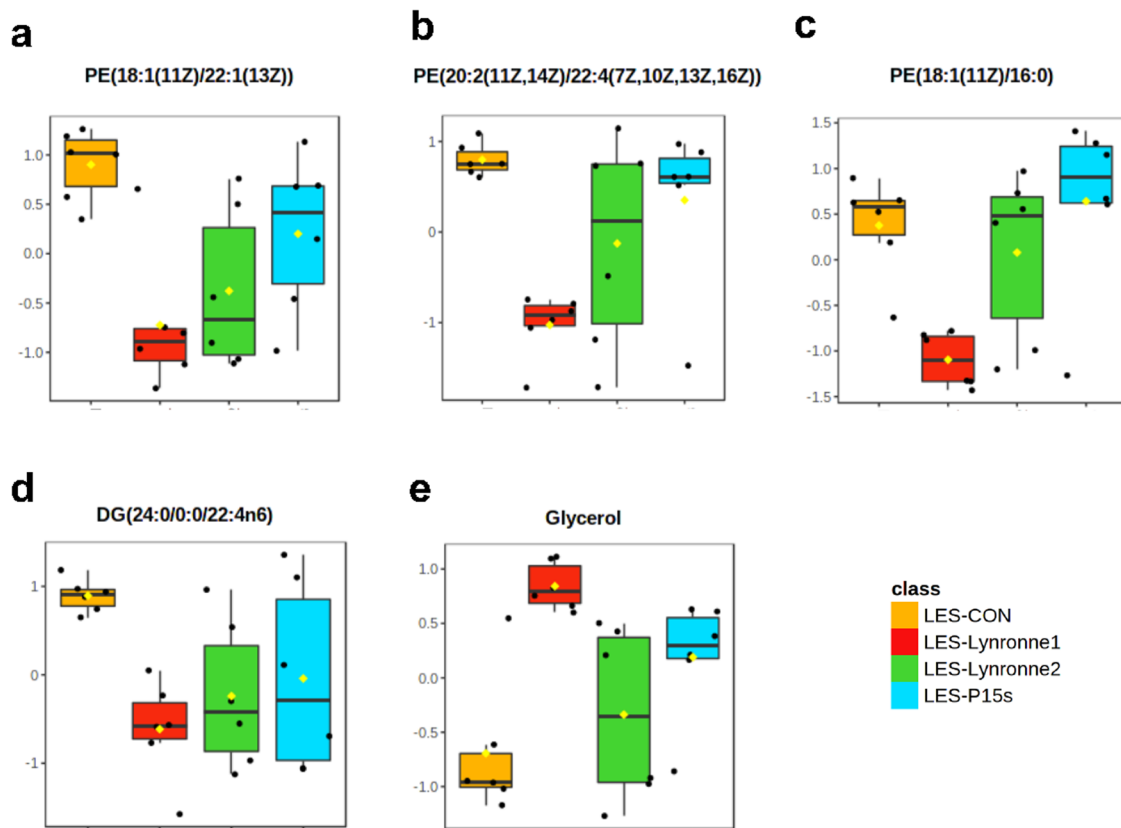 a
PE(18:1(11Z)/22:1(13Z))
1.0
0.5
0.0
-0.5
-1.0
b
PE(20:2(11Z,14Z)/22:4(7Z,10Z,13Z,16Z))
1
0
-1
c
PE(18:1(11Z)/16:0)
1.5
1.0
0.5
0.0
-0.5
-1.0
-1.5
d
DG(24:0/0:0/22:4n6)
1
0
-1
e
Glycerol
1.0
0.5
0.0
-0.5
-1.0
class
LES-CON
LES-Lynronne1
LES-Lynronne2
LES-P15s